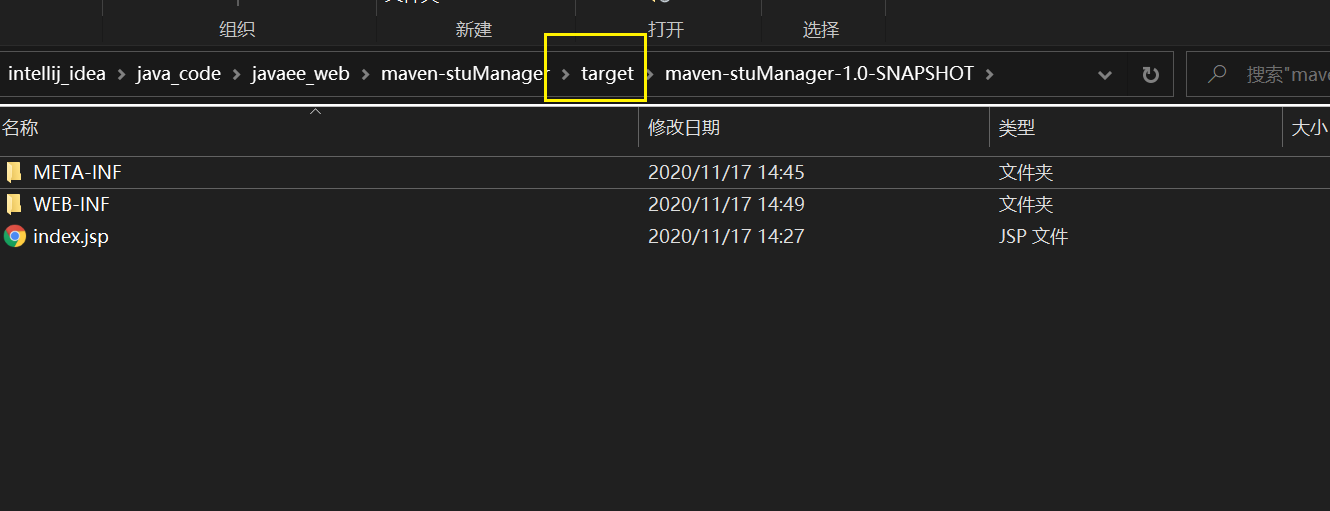 组织 新建 打开 选择
intellij_idea java_code javaee_web maven-stuManager target maven-stuManager-1.0-SNAPSHOT 搜索"mave
名称 修改日期 类型 大小
META-INF 2020/11/17 14:45 文件夹
WEB-INF 2020/11/17 14:49 文件夹
index.jsp 2020/11/17 14:27 JSP 文件